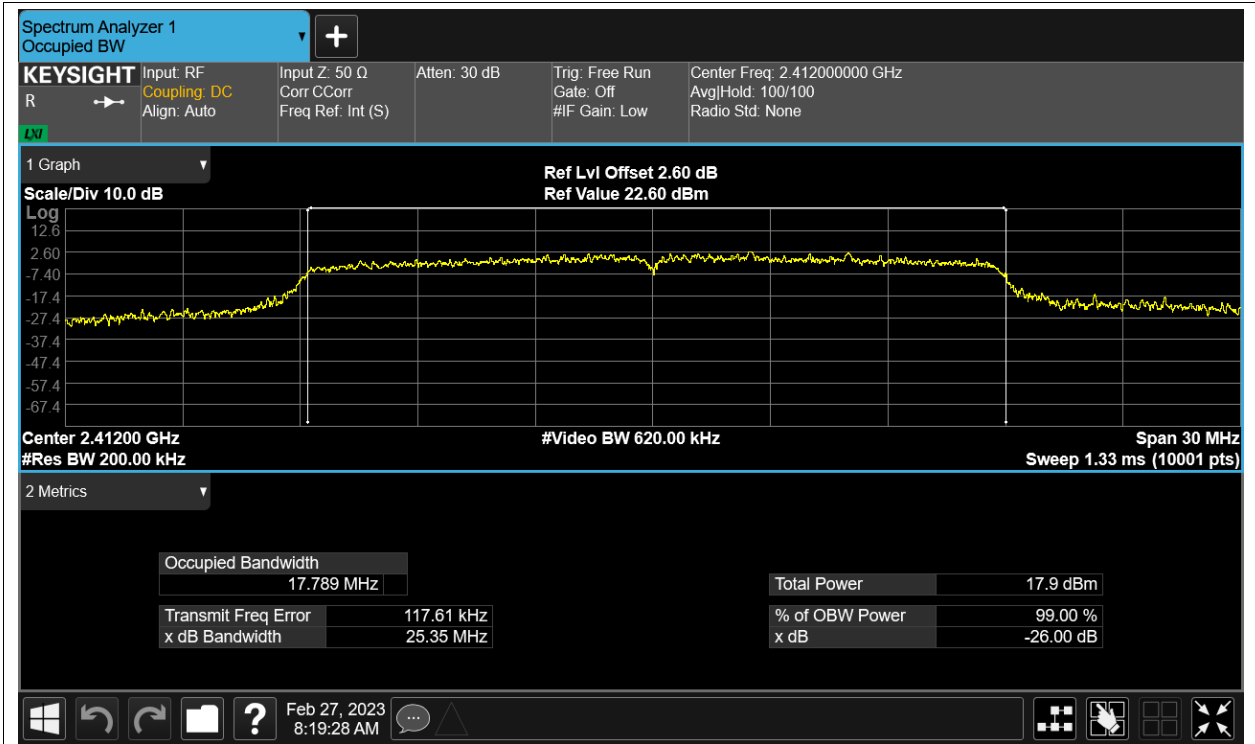 Spectrum Analyzer 1
Occupied BW
KEYSIGHT
R
LXI
Input: RF
Coupling: DC
Align: Auto
Input Z: 50 Ω
Corr CCorr
Freq Ref: Int (S)
Atten: 30 dB
Trig: Free Run
Gate: Off
#IF Gain: Low
Center Freq: 2.412000000 GHz
Avg|Hold: 100/100
Radio Std: None
1 Graph
Scale/Div 10.0 dB
Ref Lvl Offset 2.60 dB
Ref Value 22.60 dBm
Log
12.6
2.60
-7.40
-17.4
-27.4
-37.4
-47.4
-57.4
-67.4
Center 2.41200 GHz
#Res BW 200.00 kHz
#Video BW 620.00 kHz
Span 30 MHz
Sweep 1.33 ms (10001 pts)
2 Metrics
Occupied Bandwidth
17.789 MHz
Transmit Freq Error 117.61 kHz
x dB Bandwidth 25.35 MHz
Total Power 17.9 dBm
% of OBW Power 99.00 %
x dB -26.00 dB
?
Feb 27, 2023
8:19:28 AM